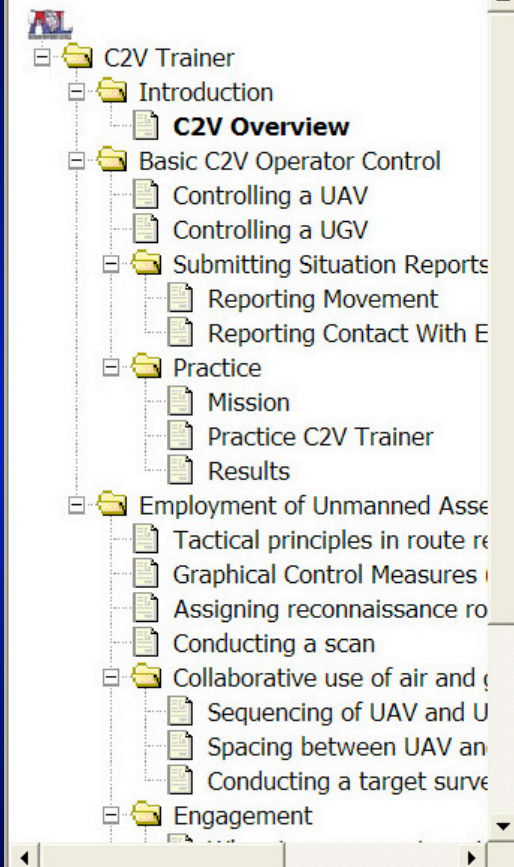 ADL
C2V Trainer
Introduction
C2V Overview
Basic C2V Operator Control
Controlling a UAV
Controlling a UGV
Submitting Situation Reports
Reporting Movement
Reporting Contact With E
Practice
Mission
Practice C2V Trainer
Results
Employment of Unmanned Asse
Tactical principles in route re
Graphical Control Measures (
Assigning reconnaissance ro
Conducting a scan
Collaborative use of air and g
Sequencing of UAV and U
Spacing between UAV an
Conducting a target surve
Engagement